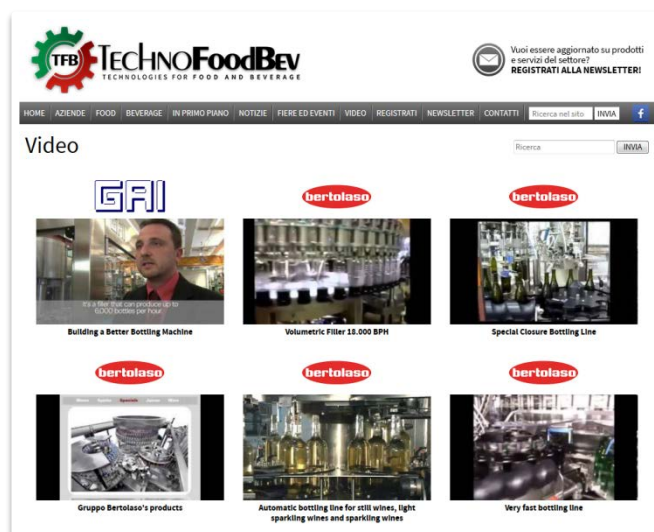 TFB TECHNOFOODBEV
TECHNOLOGIES FOR FOOD AND BEVERAGE
Vuoi essere aggiornato su prodotti
e servizi del settore?
REGISTRATI ALLA NEWSLETTER!
HOME AZIENDE FOOD BEVERAGE IN PRIMO PIANO NOTIZIE FIERE ED EVENTI VIDEO REGISTRATI NEWSLETTER CONTATTI Ricerca nel sito INVIA f
Video
Ricerca INVIA
GAI bertolaso bertolaso
It's a filler that can produce up to
6,000 bottles per hour.
Building a Better Bottling Machine Volumetric Filler 18.000 BPH Special Closure Bottling Line
bertolaso bertolaso bertolaso
Gruppo Bertolaso's products Automatic bottling line for still wines, light Very fast bottling line
sparkling wines and sparkling wines